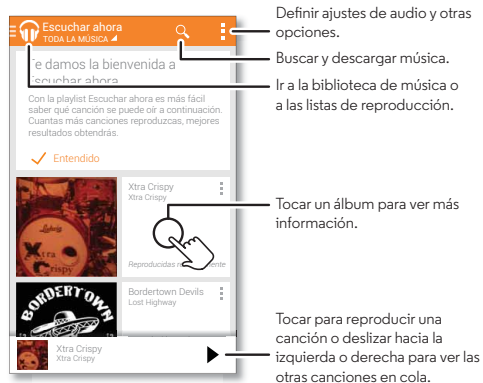 Escuchar ahora
TODA LA MÚSICA
Te damos la bienvenida a
Escuchar ahora
Con la playlist Escuchar ahora es más fácil
saber qué canción se puede oír a continuación.
Cuantas más canciones reproduzcas, mejores
resultados obtendrás.
Entendido
Xtra Crispy
Xtra Crispy
Ludwig
Xtra
Crispy
Reproducidas
BORDERTOWN
Bordertown Devils
Lost Highway
Xtra Crispy
Xtra Crispy
Definir ajustes de audio y otras
opciones.
Buscar y descargar música.
Ir a la biblioteca de música o
a las listas de reproducción.
Tocar un álbum para ver más
información.
Tocar para reproducir una
canción o deslizar hacia la
izquierda o derecha para ver las
otras canciones en cola.